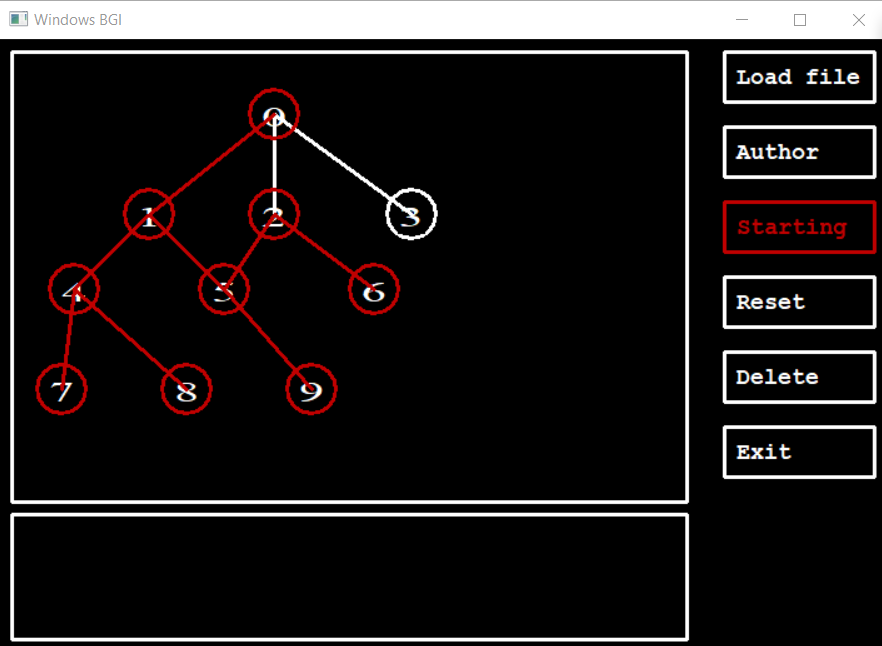 Windows BGI
0
1 2 3
4 5 6
7 8 9
Load file
Author
Starting
Reset
Delete
Exit